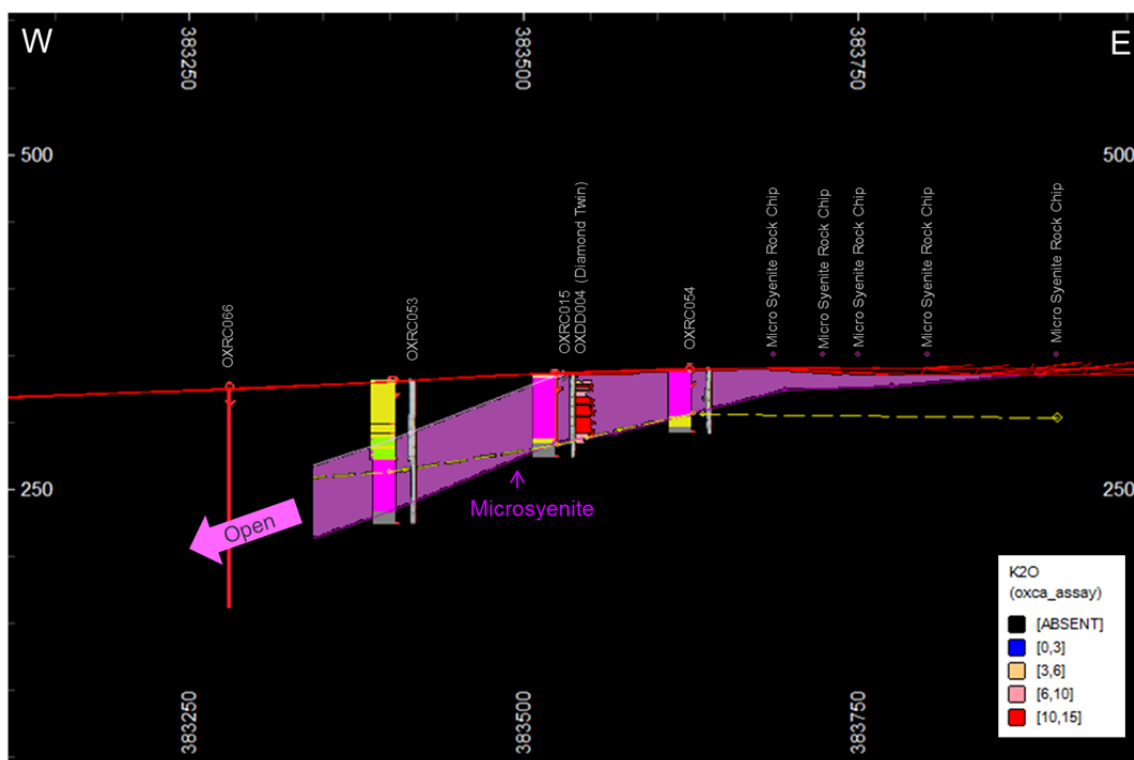 W
E
383250
383500
383750
500
500
OXRC066
OXRC053
OXRC015
OXDD004 (Diamond Twin)
OXRC054
Micro Syenite Rock Chip
Micro Syenite Rock Chip
Micro Syenite Rock Chip
Micro Syenite Rock Chip
Micro Syenite Rock Chip
250
250
Microsyenite
Open
K2O
(oxca_assay)
[ABSENT]
[0,3]
[3,6]
[6,10]
[10,15]
383250
383500
383750